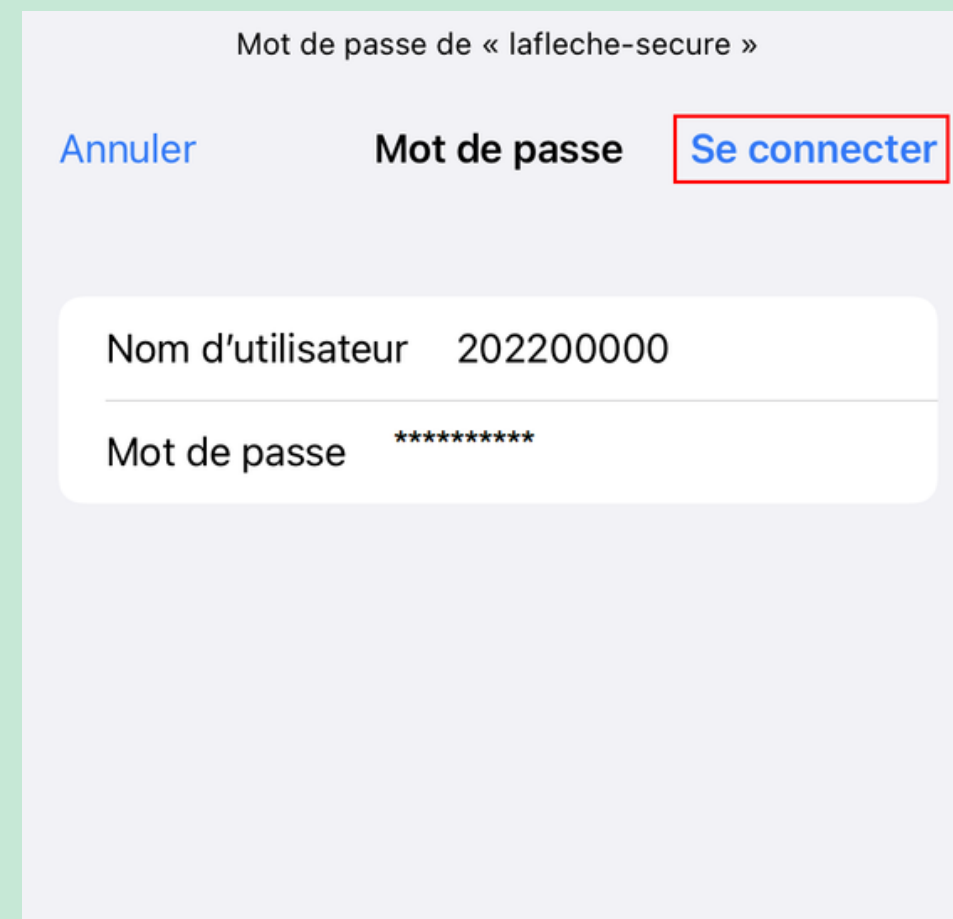 Mot de passe de « lafleche-secure »
Annuler Mot de passe Se connecter
Nom d’utilisateur 202200000
Mot de passe **********